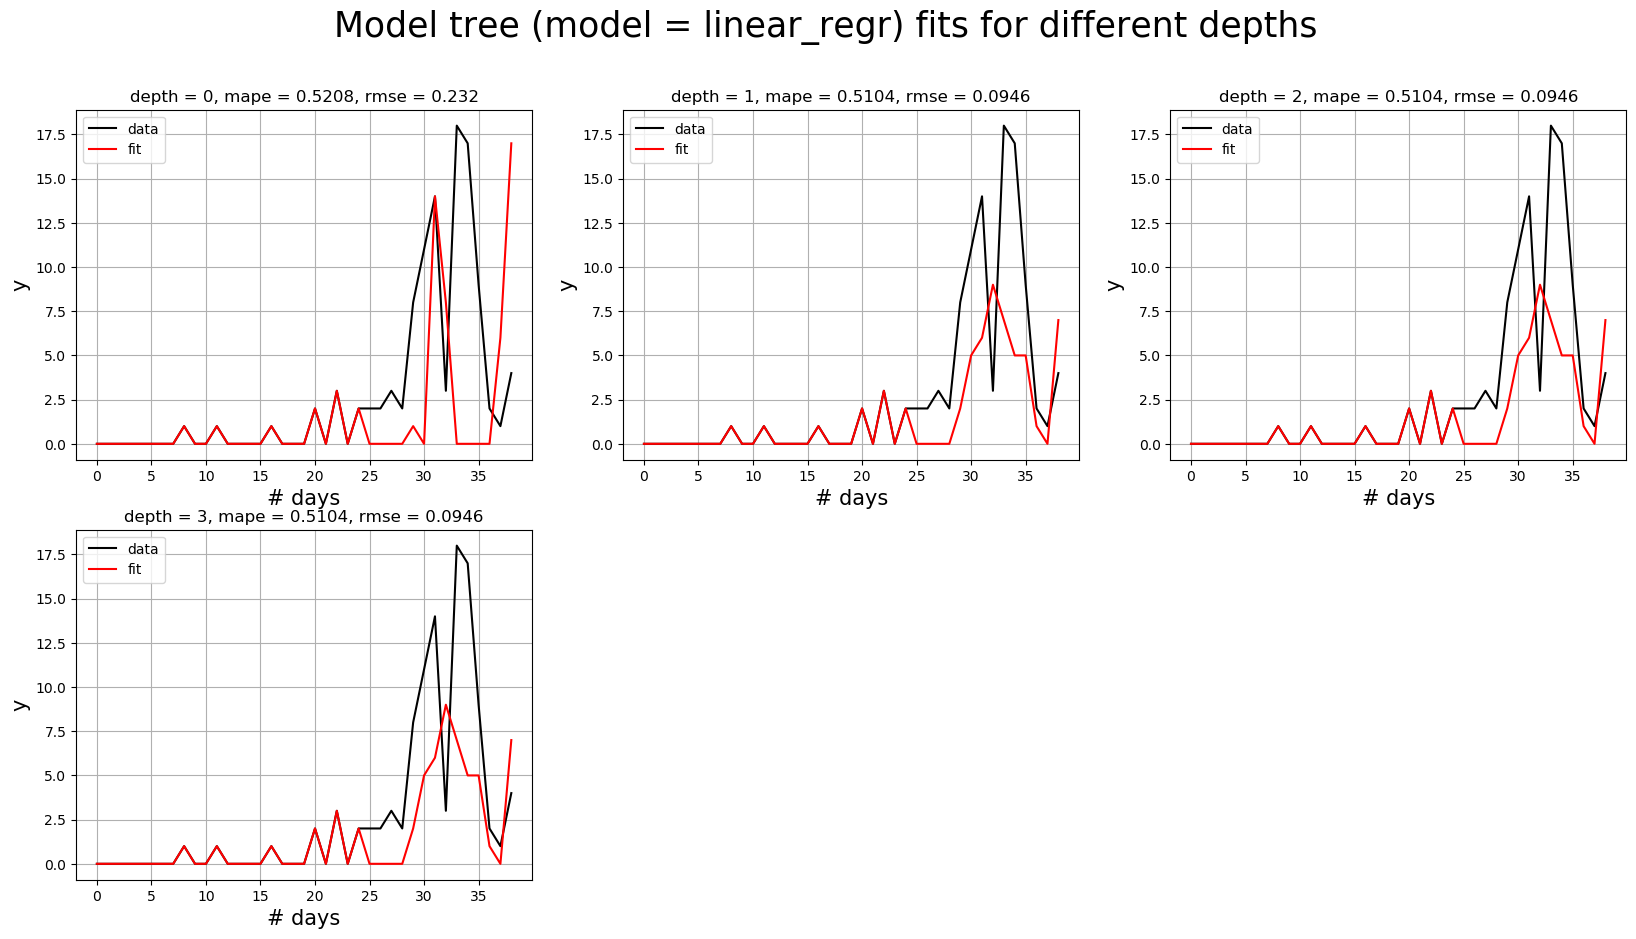 Model tree (model = linear_regr) fits for different depths
depth = 0, mape = 0.5208, rmse = 0.232
data
fit
17.5
15.0
12.5
10.0
7.5
5.0
2.5
0.0
y
0 5 10 15 20 25 30 35
# days
depth = 1, mape = 0.5104, rmse = 0.0946
data
fit
17.5
15.0
12.5
10.0
7.5
5.0
2.5
0.0
y
0 5 10 15 20 25 30 35
# days
depth = 2, mape = 0.5104, rmse = 0.0946
data
fit
17.5
15.0
12.5
10.0
7.5
5.0
2.5
0.0
y
0 5 10 15 20 25 30 35
# days
depth = 3, mape = 0.5104, rmse = 0.0946
data
fit
17.5
15.0
12.5
10.0
7.5
5.0
2.5
0.0
y
0 5 10 15 20 25 30 35
# days